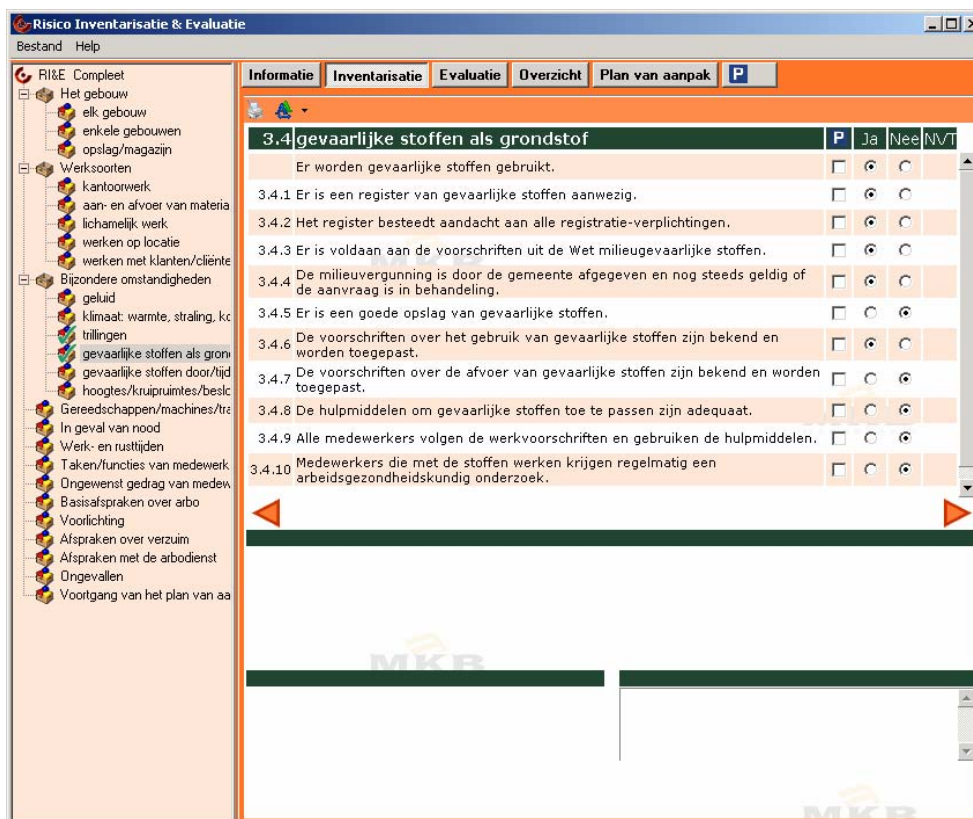 Risico Inventarisatie & Evaluatie
Bestand Help
RI&E Compleet
Het gebouw
elk gebouw
enkele gebouwen
opslag/magazijn
Werksoorten
kantoorwerk
aan- en afvoer van materia
lichamelijk werk
werken op locatie
werken met klanten/cliënte
Bijzondere omstandigheden
geluid
klimaat: warmte, straling, ko
trillingen
gevaarlijke stoffen als gron
gevaarlijke stoffen door/tijd
hoogtes/kruipruimtes/beslo
Gereedschappen/machines/tra
In geval van nood
Werk- en rusttijden
Taken/functies van medewerk
Ongewenst gedrag van medew
Basisafspraken over arbo
Voorlichting
Afspraken over verzuim
Afspraken met de arbodienst
Ongevallen
Voortgang van het plan van aa
Informatie Inventarisatie Evaluatie Overzicht Plan van aanpak P
3.4 gevaarlijke stoffen als grondstof P Ja Nee NVT
Er worden gevaarlijke stoffen gebruikt.
3.4.1 Er is een register van gevaarlijke stoffen aanwezig.
3.4.2 Het register besteedt aandacht aan alle registratie-verplichtingen.
3.4.3 Er is voldaan aan de voorschriften uit de Wet milieugevaarlijke stoffen.
3.4.4 De milieuvergunning is door de gemeente afgegeven en nog steeds geldig of
de aanvraag is in behandeling.
3.4.5 Er is een goede opslag van gevaarlijke stoffen.
3.4.6 De voorschriften over het gebruik van gevaarlijke stoffen zijn bekend en
worden toegepast.
3.4.7 De voorschriften over de afvoer van gevaarlijke stoffen zijn bekend en worden
toegepast.
3.4.8 De hulpmiddelen om gevaarlijke stoffen toe te passen zijn adequaat.
3.4.9 Alle medewerkers volgen de werkvoorschriften en gebruiken de hulpmiddelen.
3.4.10 Medewerkers die met de stoffen werken krijgen regelmatig een
arbeidsgezondheidskundig onderzoek.
MKB
MKB
MKB